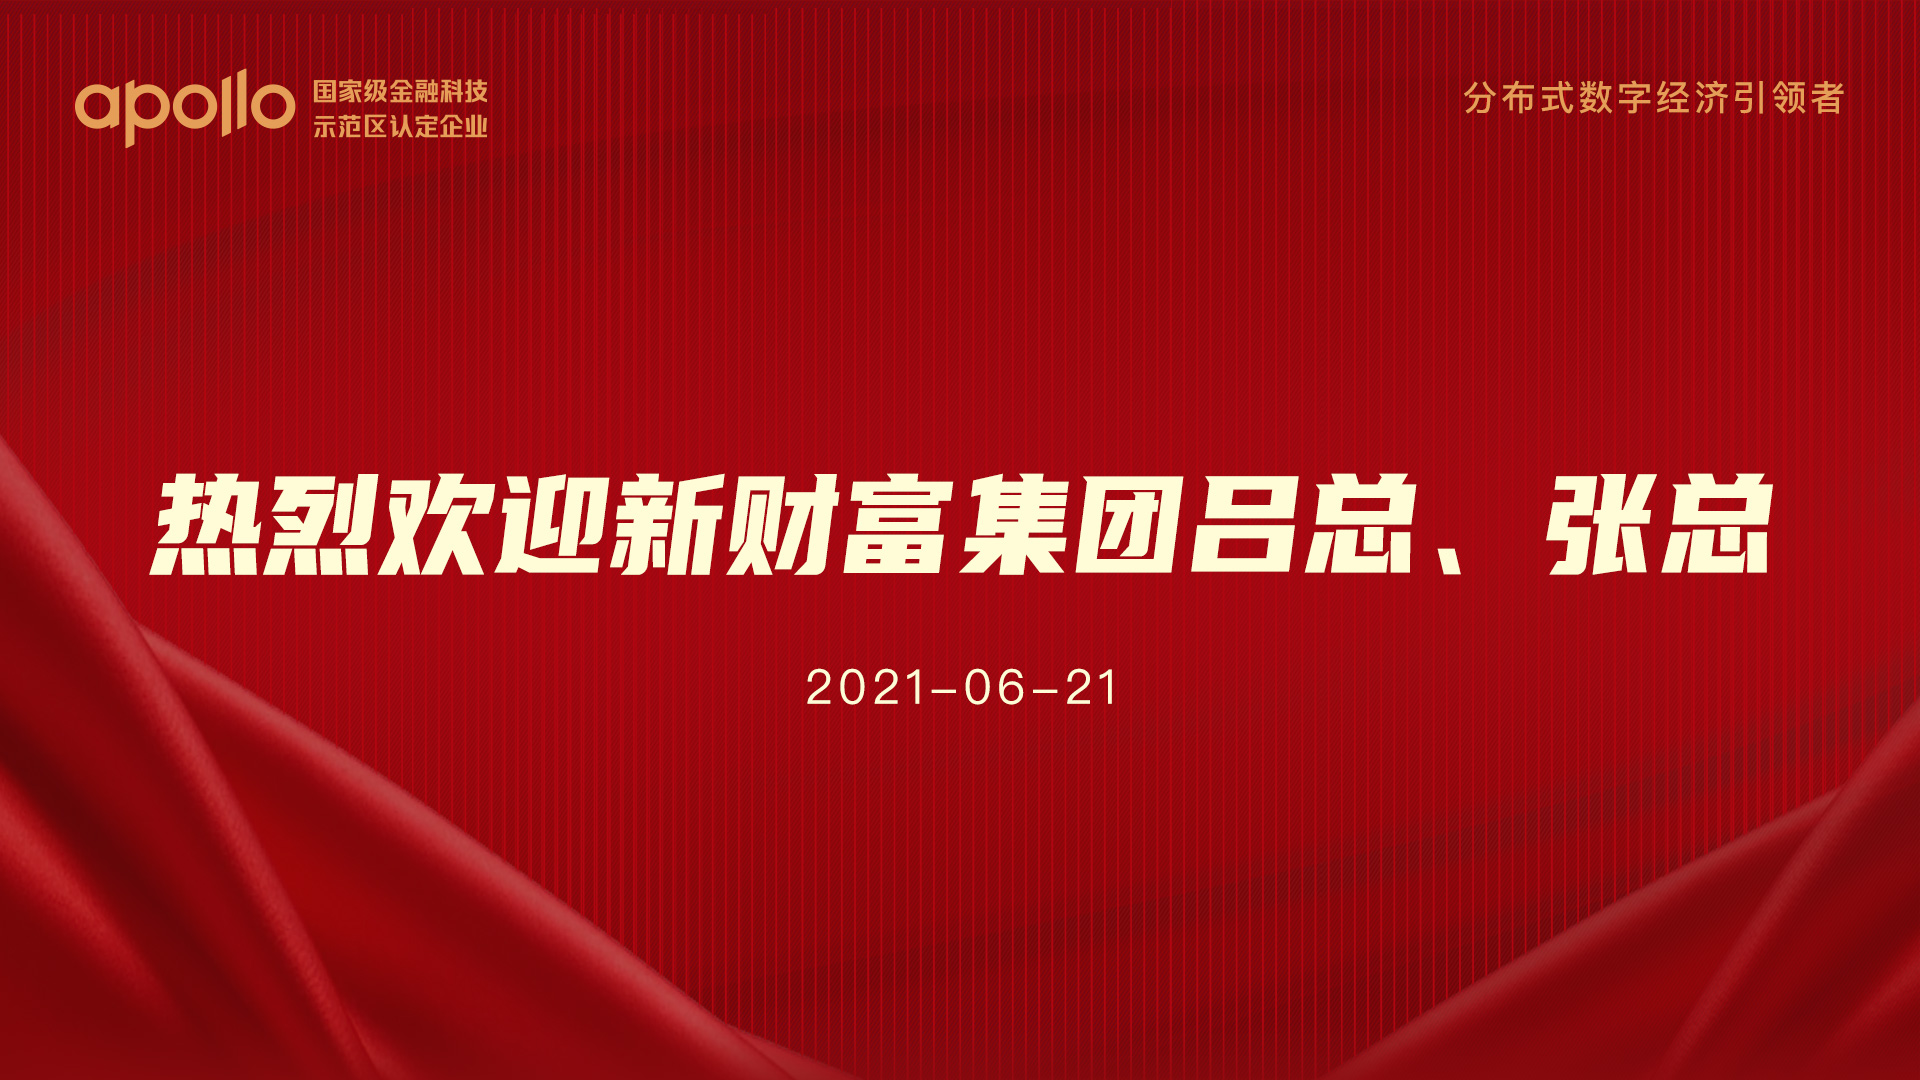 apollo
国家级金融科技
示范区认定企业
分布式数字经济引领者
热烈欢迎新财富集团吕总、张总
2021-06-21